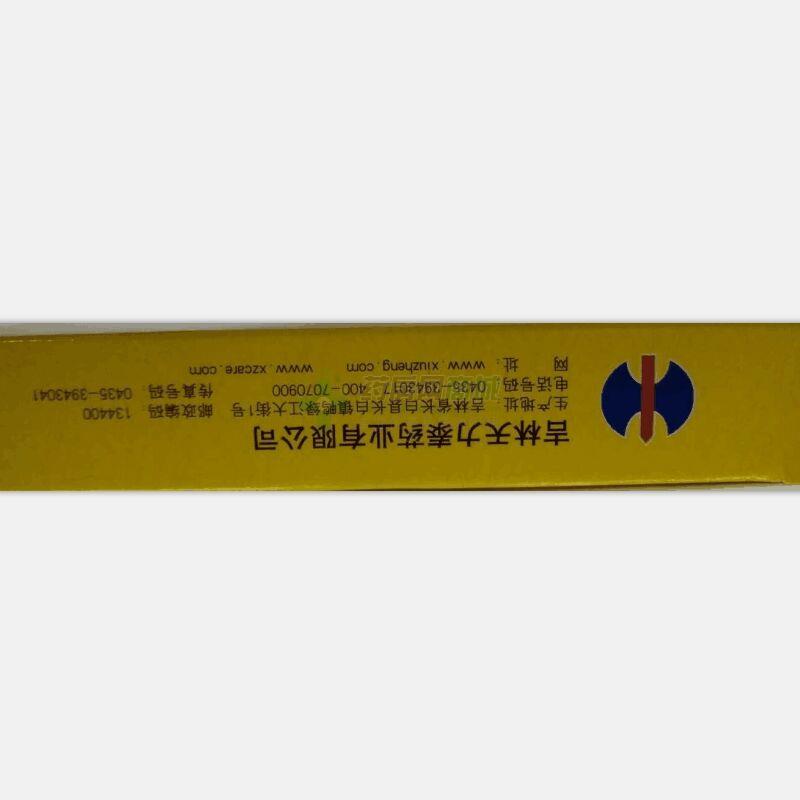 吉林天力泰药业有限公司
生产地址：吉林省长白县长白镇鸭绿江大街1号 邮政编码：134400
电话号码：0435-3943017 400-7070900 传真号码：0435-3943041
网 址：www.xiuzheng.com www.xzcare.com